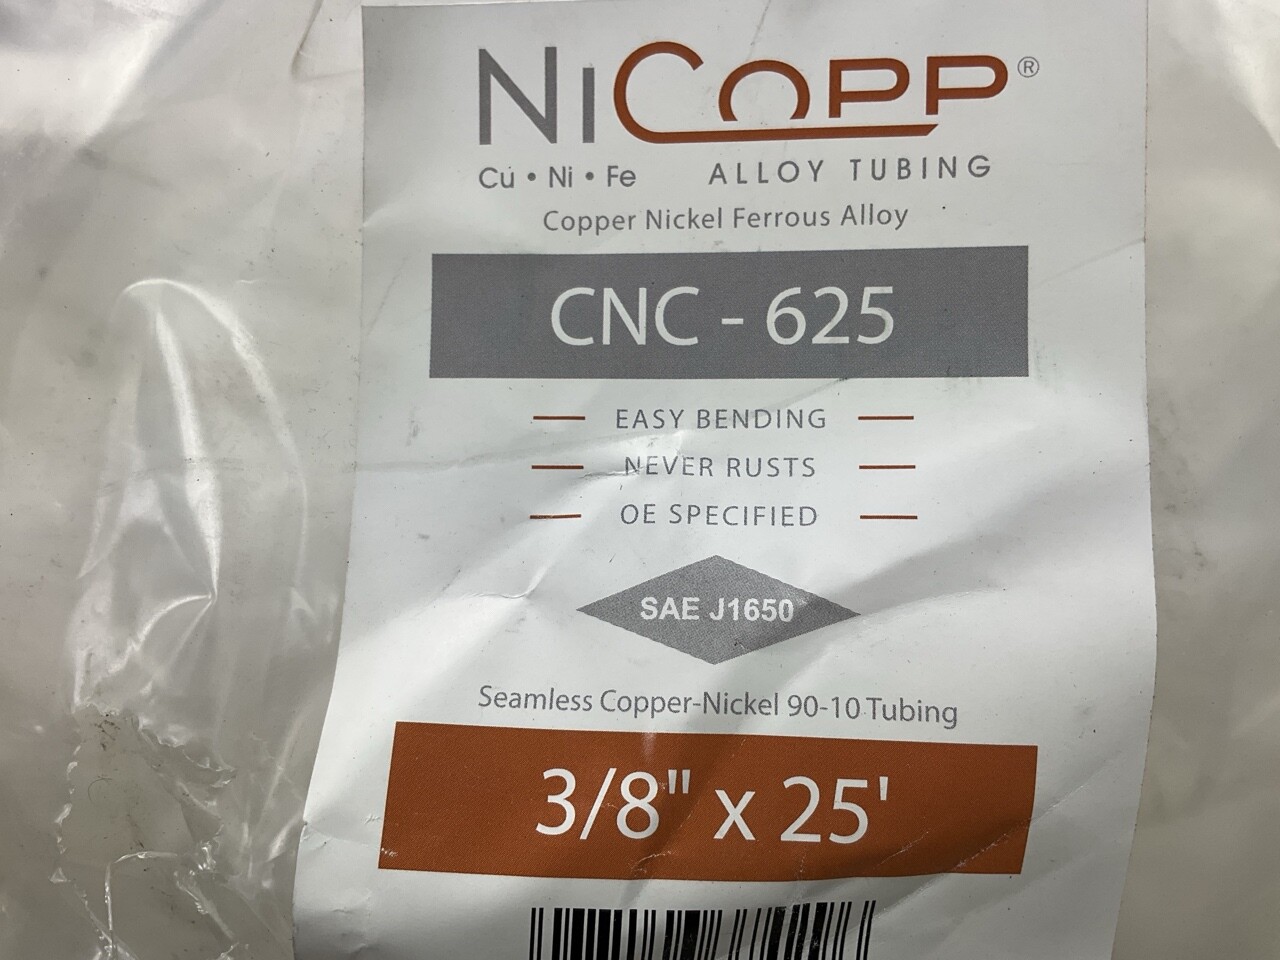 NiCopp®
Cu • Ni • Fe ALLOY TUBING
Copper Nickel Ferrous Alloy
CNC - 625
EASY BENDING
NEVER RUSTS
OE SPECIFIED
SAE J1650
Seamless Copper-Nickel 90-10 Tubing
3/8" x 25'